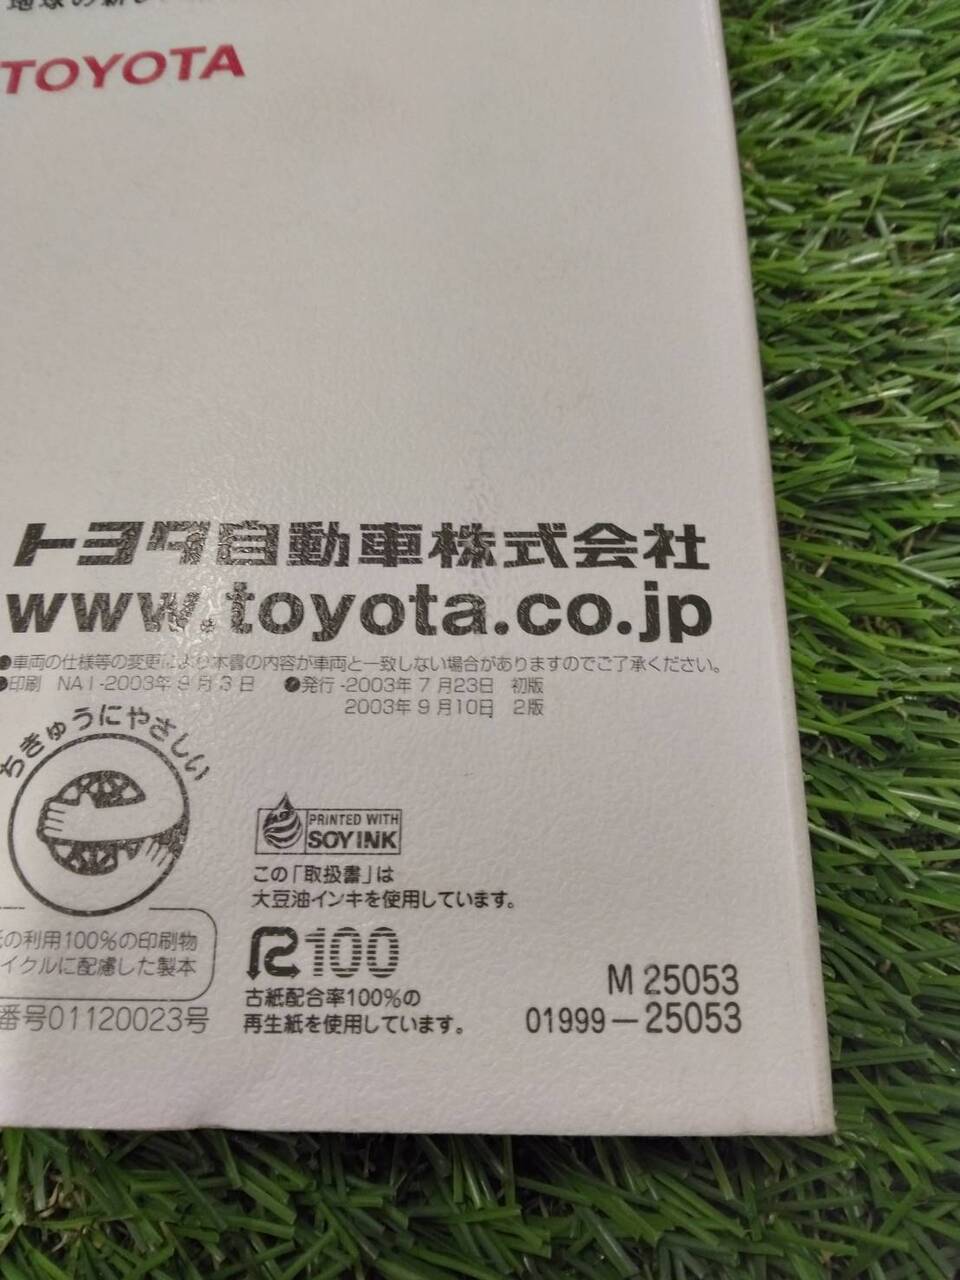 TOYOTA
トヨタ自動車株式会社
www.toyota.co.jp
●車両の仕様等の変更により本書の内容が車両と一致しない場合がありますのでご了承ください。
●印刷 NAI-2003年9月3日 ●発行-2003年7月23日 初版
2003年9月10日 2版
ちきゅうにやさしい
PRINTED WITH
SOY INK
この「取扱書」は
大豆油インキを使用しています。
の利用100%の印刷物
イクルに配慮した製本
番号01120023号
R100
古紙配合率100%の
再生紙を使用しています。
M 25053
01999-25053